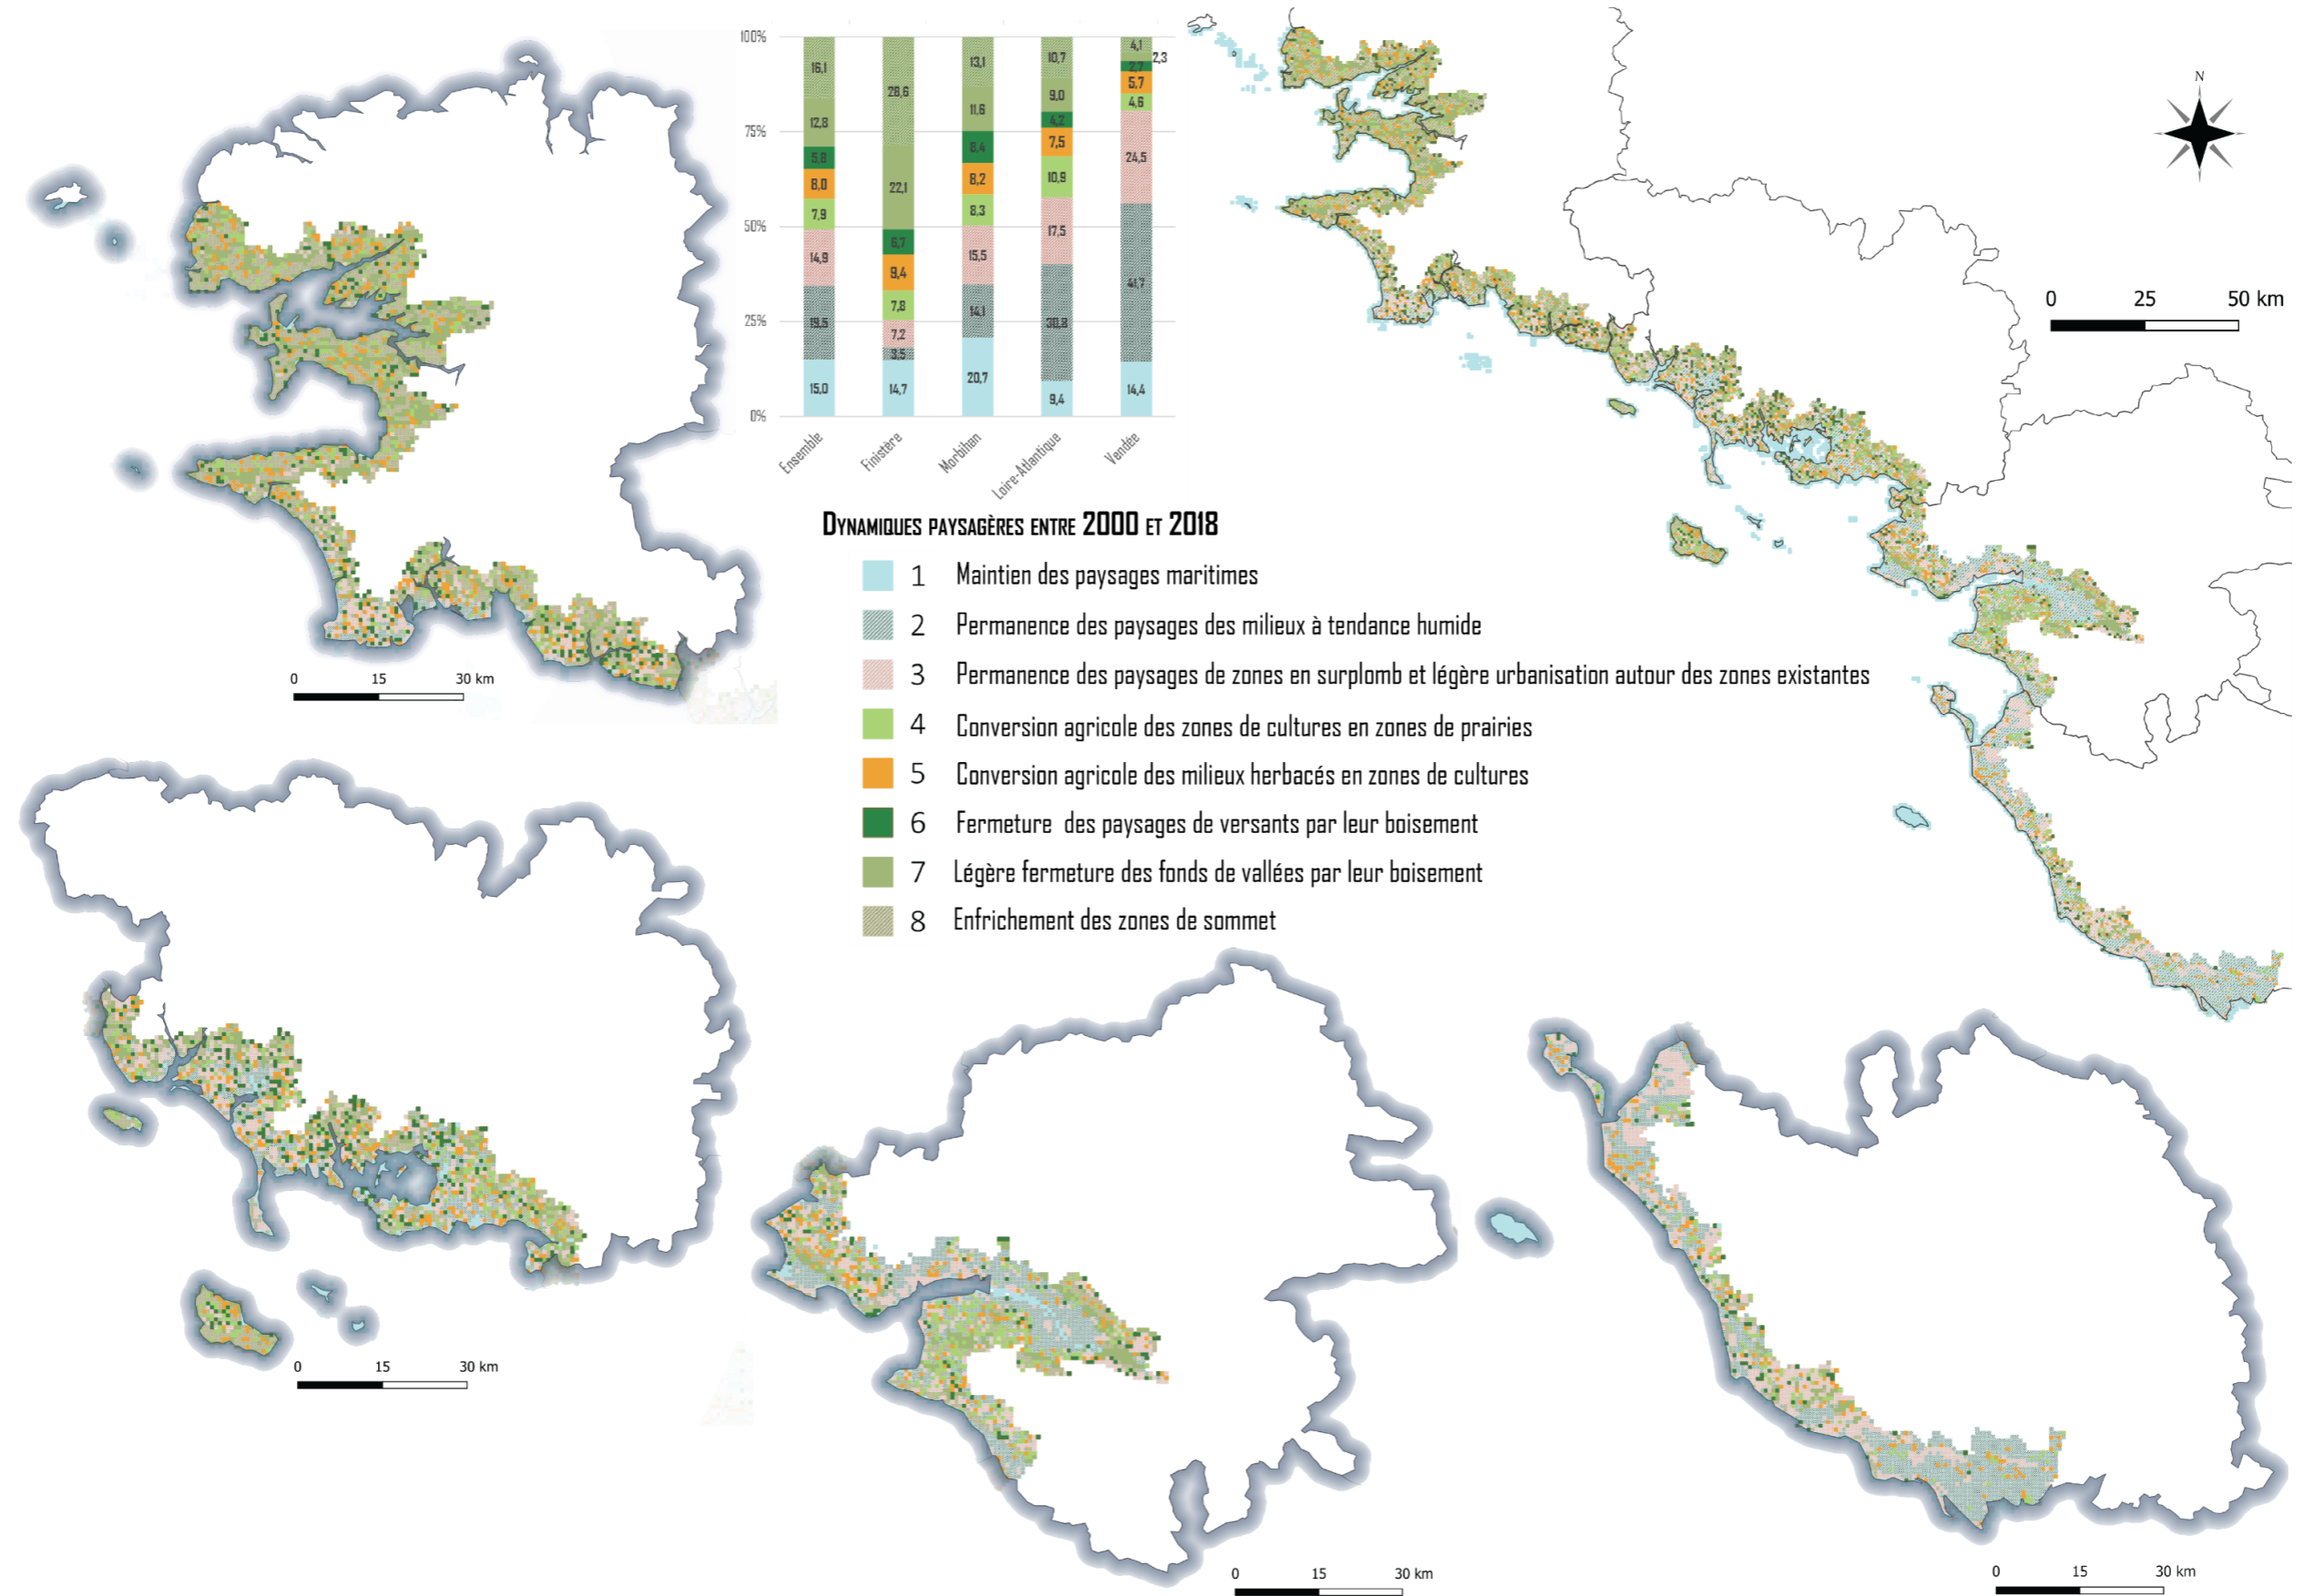 100%
75%
50%
25%
0%
16,1
12,8
5,8
8,0
7,9
14,9
19,5
15,0
28,6
22,1
6,7
9,4
7,8
7,2
3,5
14,7
13,1
11,6
8,4
8,2
8,3
15,5
14,1
20,7
10,7
9,0
4,2
7,5
10,9
17,5
30,8
9,4
4,1
2,3
2,7
5,7
4,6
24,5
41,7
14,4
Ensemble
Finistère
Morbihan
Loire-Atlantique
Vendée
N
0 25 50 km
DYNAMIQUES PAYSAGÈRES ENTRE 2000 ET 2018
1 Maintien des paysages maritimes
2 Permanence des paysages des milieux à tendance humide
3 Permanence des paysages de zones en surplomb et légère urbanisation autour des zones existantes
4 Conversion agricole des zones de cultures en zones de prairies
5 Conversion agricole des milieux herbacés en zones de cultures
6 Fermeture des paysages de versants par leur boisement
7 Légère fermeture des fonds de vallées par leur boisement
8 Enfrichement des zones de sommet
0 15 30 km
0 15 30 km
0 15 30 km
0 15 30 km